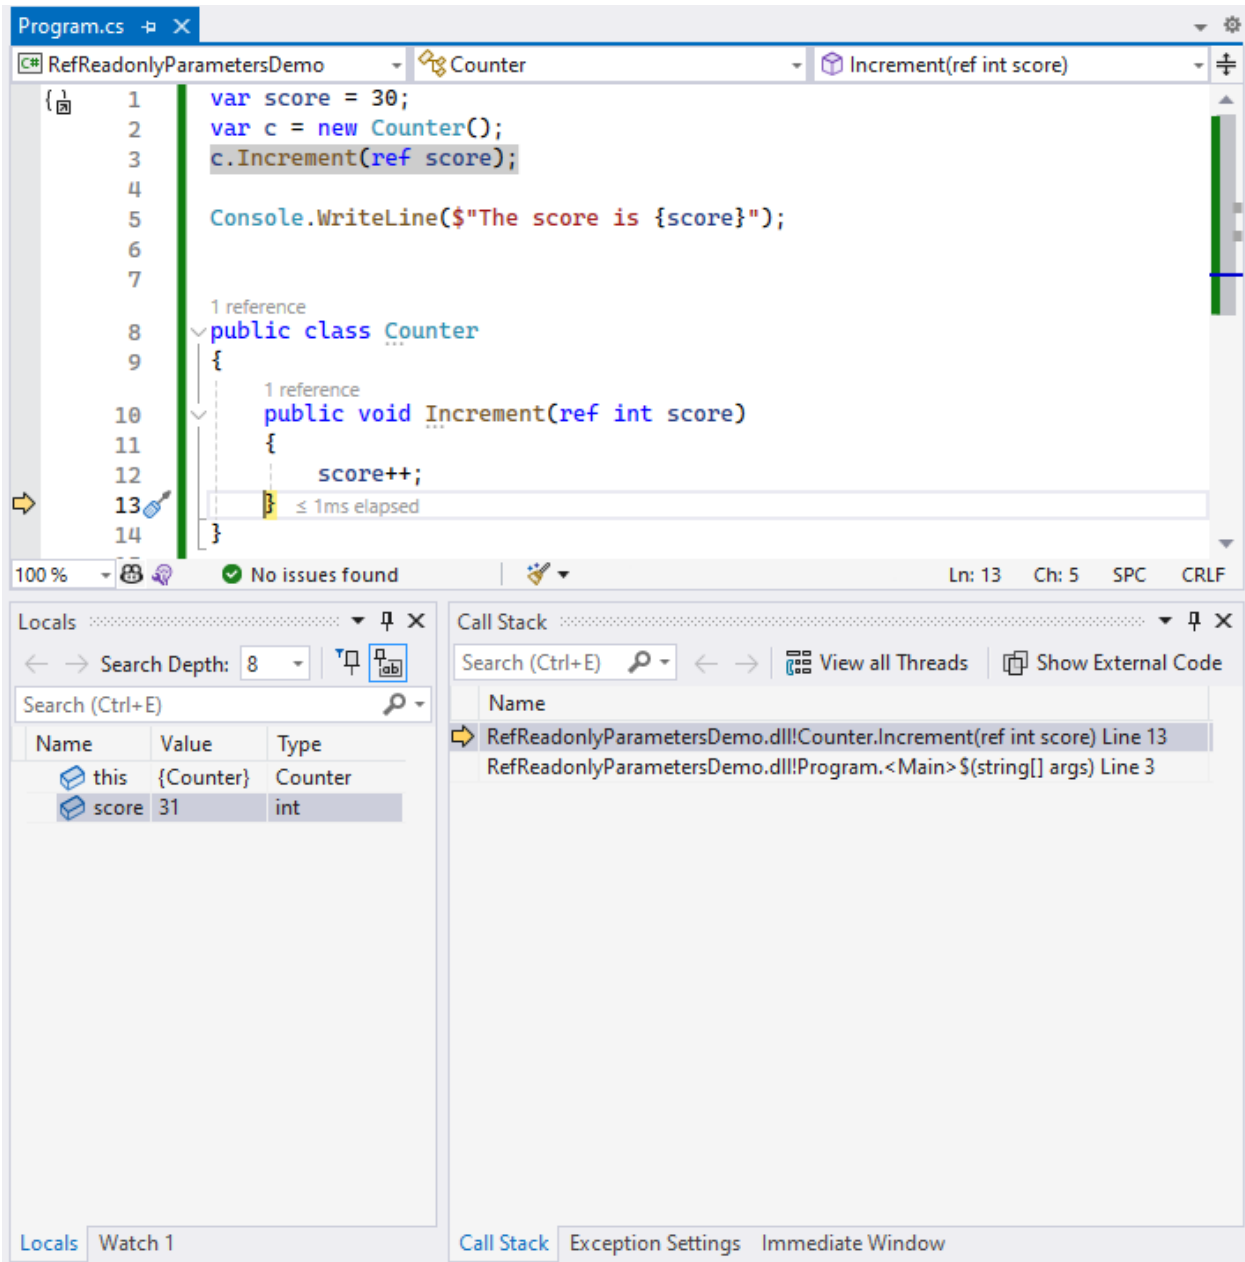 Program.cs
RefReadonlyParametersDemo Counter Increment(ref int score)
1 var score = 30;
2 var c = new Counter();
3 c.Increment(ref score);
4
5 Console.WriteLine($"The score is {score}");
6
7
1 reference
8 public class Counter
9 {
1 reference
10 public void Increment(ref int score)
11 {
12 score++;
13 } ≤ 1ms elapsed
14 }
100 % No issues found Ln: 13 Ch: 5 SPC CRLF
Locals
Search Depth: 8
Search (Ctrl+E)
Name Value Type
this {Counter} Counter
score 31 int
Locals Watch 1
Call Stack
Search (Ctrl+E) View all Threads Show External Code
Name
RefReadonlyParametersDemo.dll!Counter.Increment(ref int score) Line 13
RefReadonlyParametersDemo.dll!Program.<Main>$(string[] args) Line 3
Call Stack Exception Settings Immediate Window